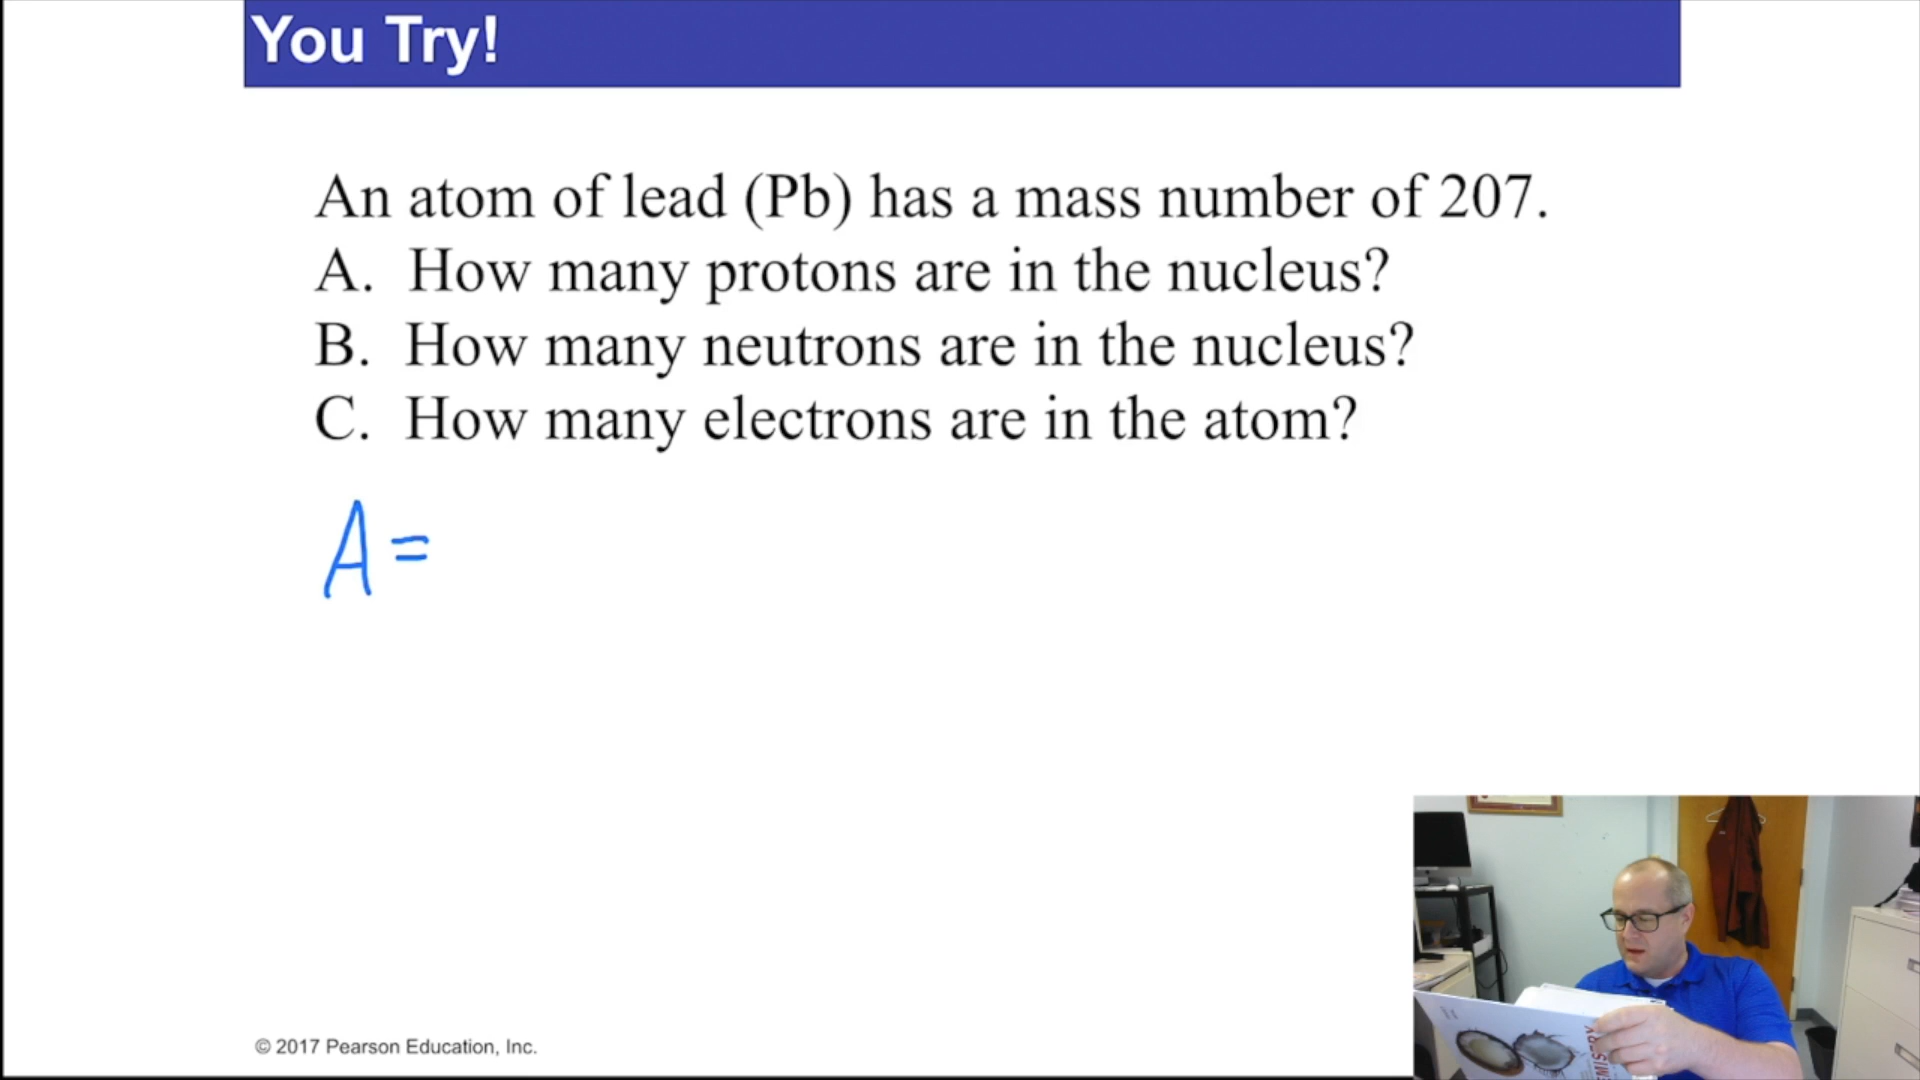 You Try!
An atom of lead (Pb) has a mass number of 207.
A. How many protons are in the nucleus?
B. How many neutrons are in the nucleus?
C. How many electrons are in the atom?
A =
© 2017 Pearson Education, Inc.